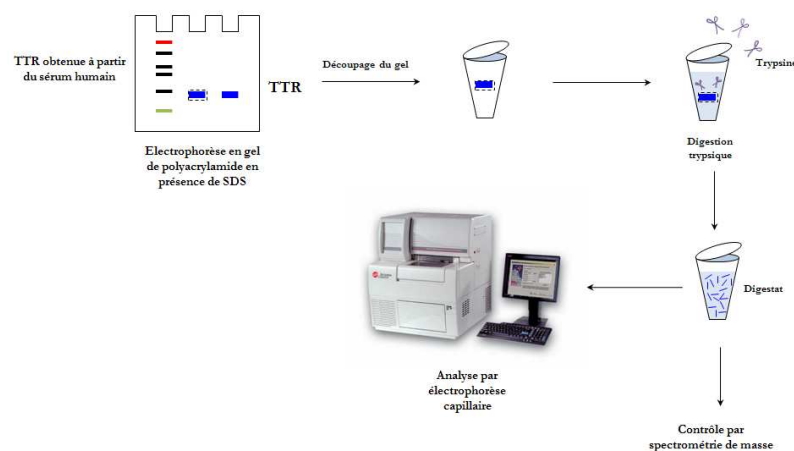 TTR obtenue à partir
du sérum humain
TTR
Electrophorèse en gel
de polyacrylamide en
présence de SDS
Découpage du gel
Trypsine
Digestion
trypsique
Digestat
Analyse par
électrophorèse
capillaire
Contrôle par
spectrométrie de masse